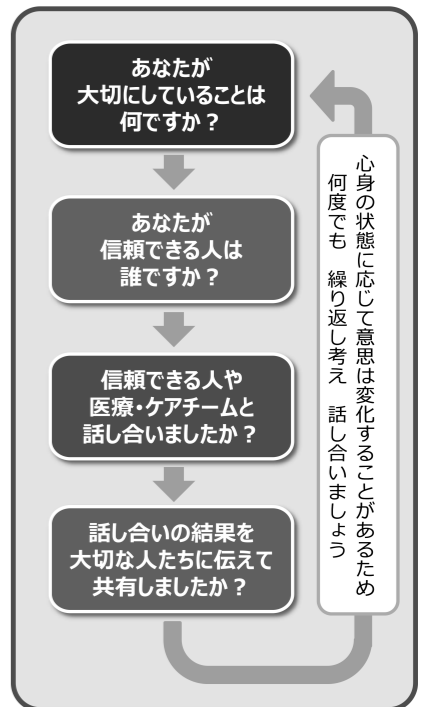 あなたが
大切にしていることは
何ですか？
あなたが
信頼できる人は
誰ですか？
信頼できる人や
医療・ケアチームと
話し合いましたか？
話し合いの結果を
大切な人たちに伝えて
共有しましたか？
心身の状態に応じて意思は変化することがあるため
何度でも　繰り返し考え　話し合いましょう